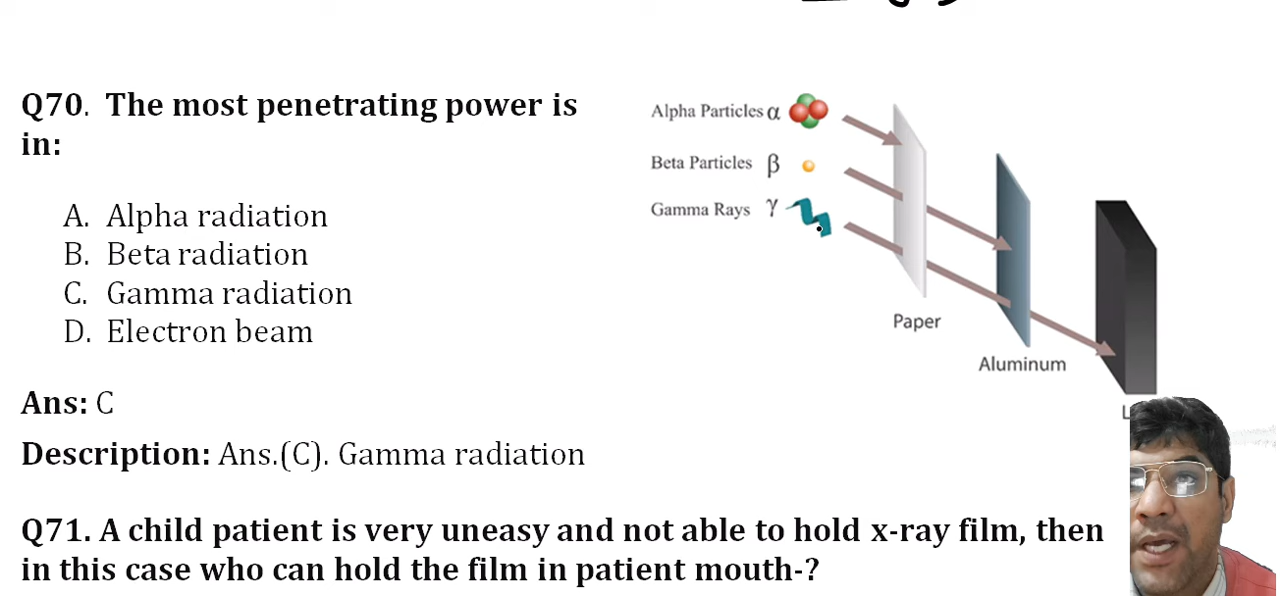 Q70. The most penetrating power is
in:
A. Alpha radiation
B. Beta radiation
C. Gamma radiation
D. Electron beam
Ans: C
Description: Ans.(C). Gamma radiation
Alpha Particles α
Beta Particles β
Gamma Rays γ
Paper
Aluminum
Q71. A child patient is very uneasy and not able to hold x-ray film, then
in this case who can hold the film in patient mouth-?